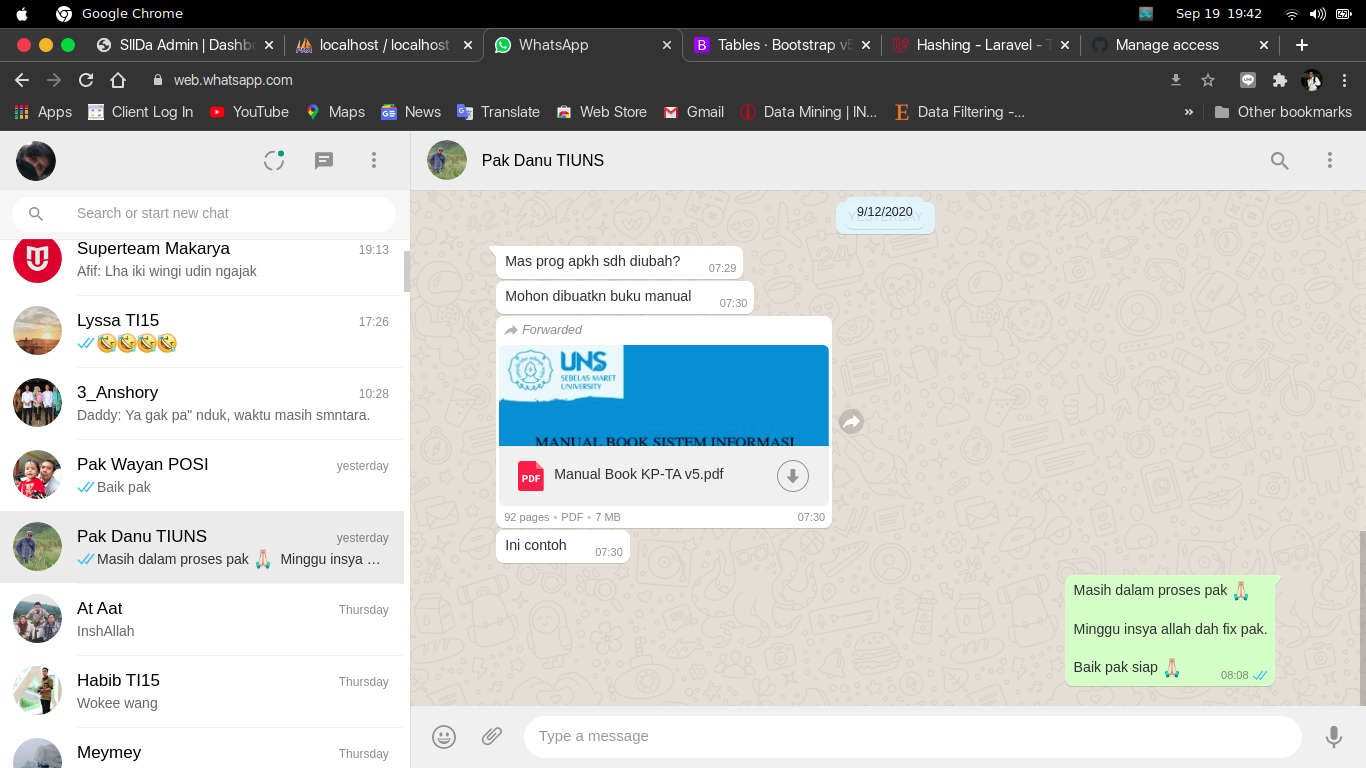 Google Chrome
Sep 19 19:42
SIIDa Admin | Dashb
localhost / localhost
WhatsApp
Tables · Bootstrap v5
Hashing - Laravel - T
Manage access
web.whatsapp.com
Apps
Client Log In
YouTube
Maps
News
Translate
Web Store
Gmail
Data Mining | IN...
Data Filtering -...
»
Other bookmarks
Search or start new chat
Superteam Makarya
19:13
Afif: Lha iki wingi udin ngajak
Lyssa TI15
17:26
🤣🤣🤣🤣
3_Anshory
10:28
Daddy: Ya gak pa" nduk, waktu masih smntara.
Pak Wayan POSI
yesterday
Baik pak
Pak Danu TIUNS
yesterday
Masih dalam proses pak 🙏🏻 Minggu insya …
At Aat
Thursday
InshAllah
Habib TI15
Thursday
Wokee wang
Meymey
Thursday
Pak Danu TIUNS
9/12/2020
YESTERDAY
Mas prog apkh sdh diubah?
07:29
Mohon dibuatkn buku manual
07:30
Forwarded
UNS
SEBELAS MARET
UNIVERSITY
MANUAL BOOK SISTEM INFORMASI
PDF
Manual Book KP-TA v5.pdf
92 pages • PDF • 7 MB
07:30
Ini contoh
07:30
Masih dalam proses pak 🙏🏻
Minggu insya allah dah fix pak.
Baik pak siap 🙏🏻
08:08
Type a message